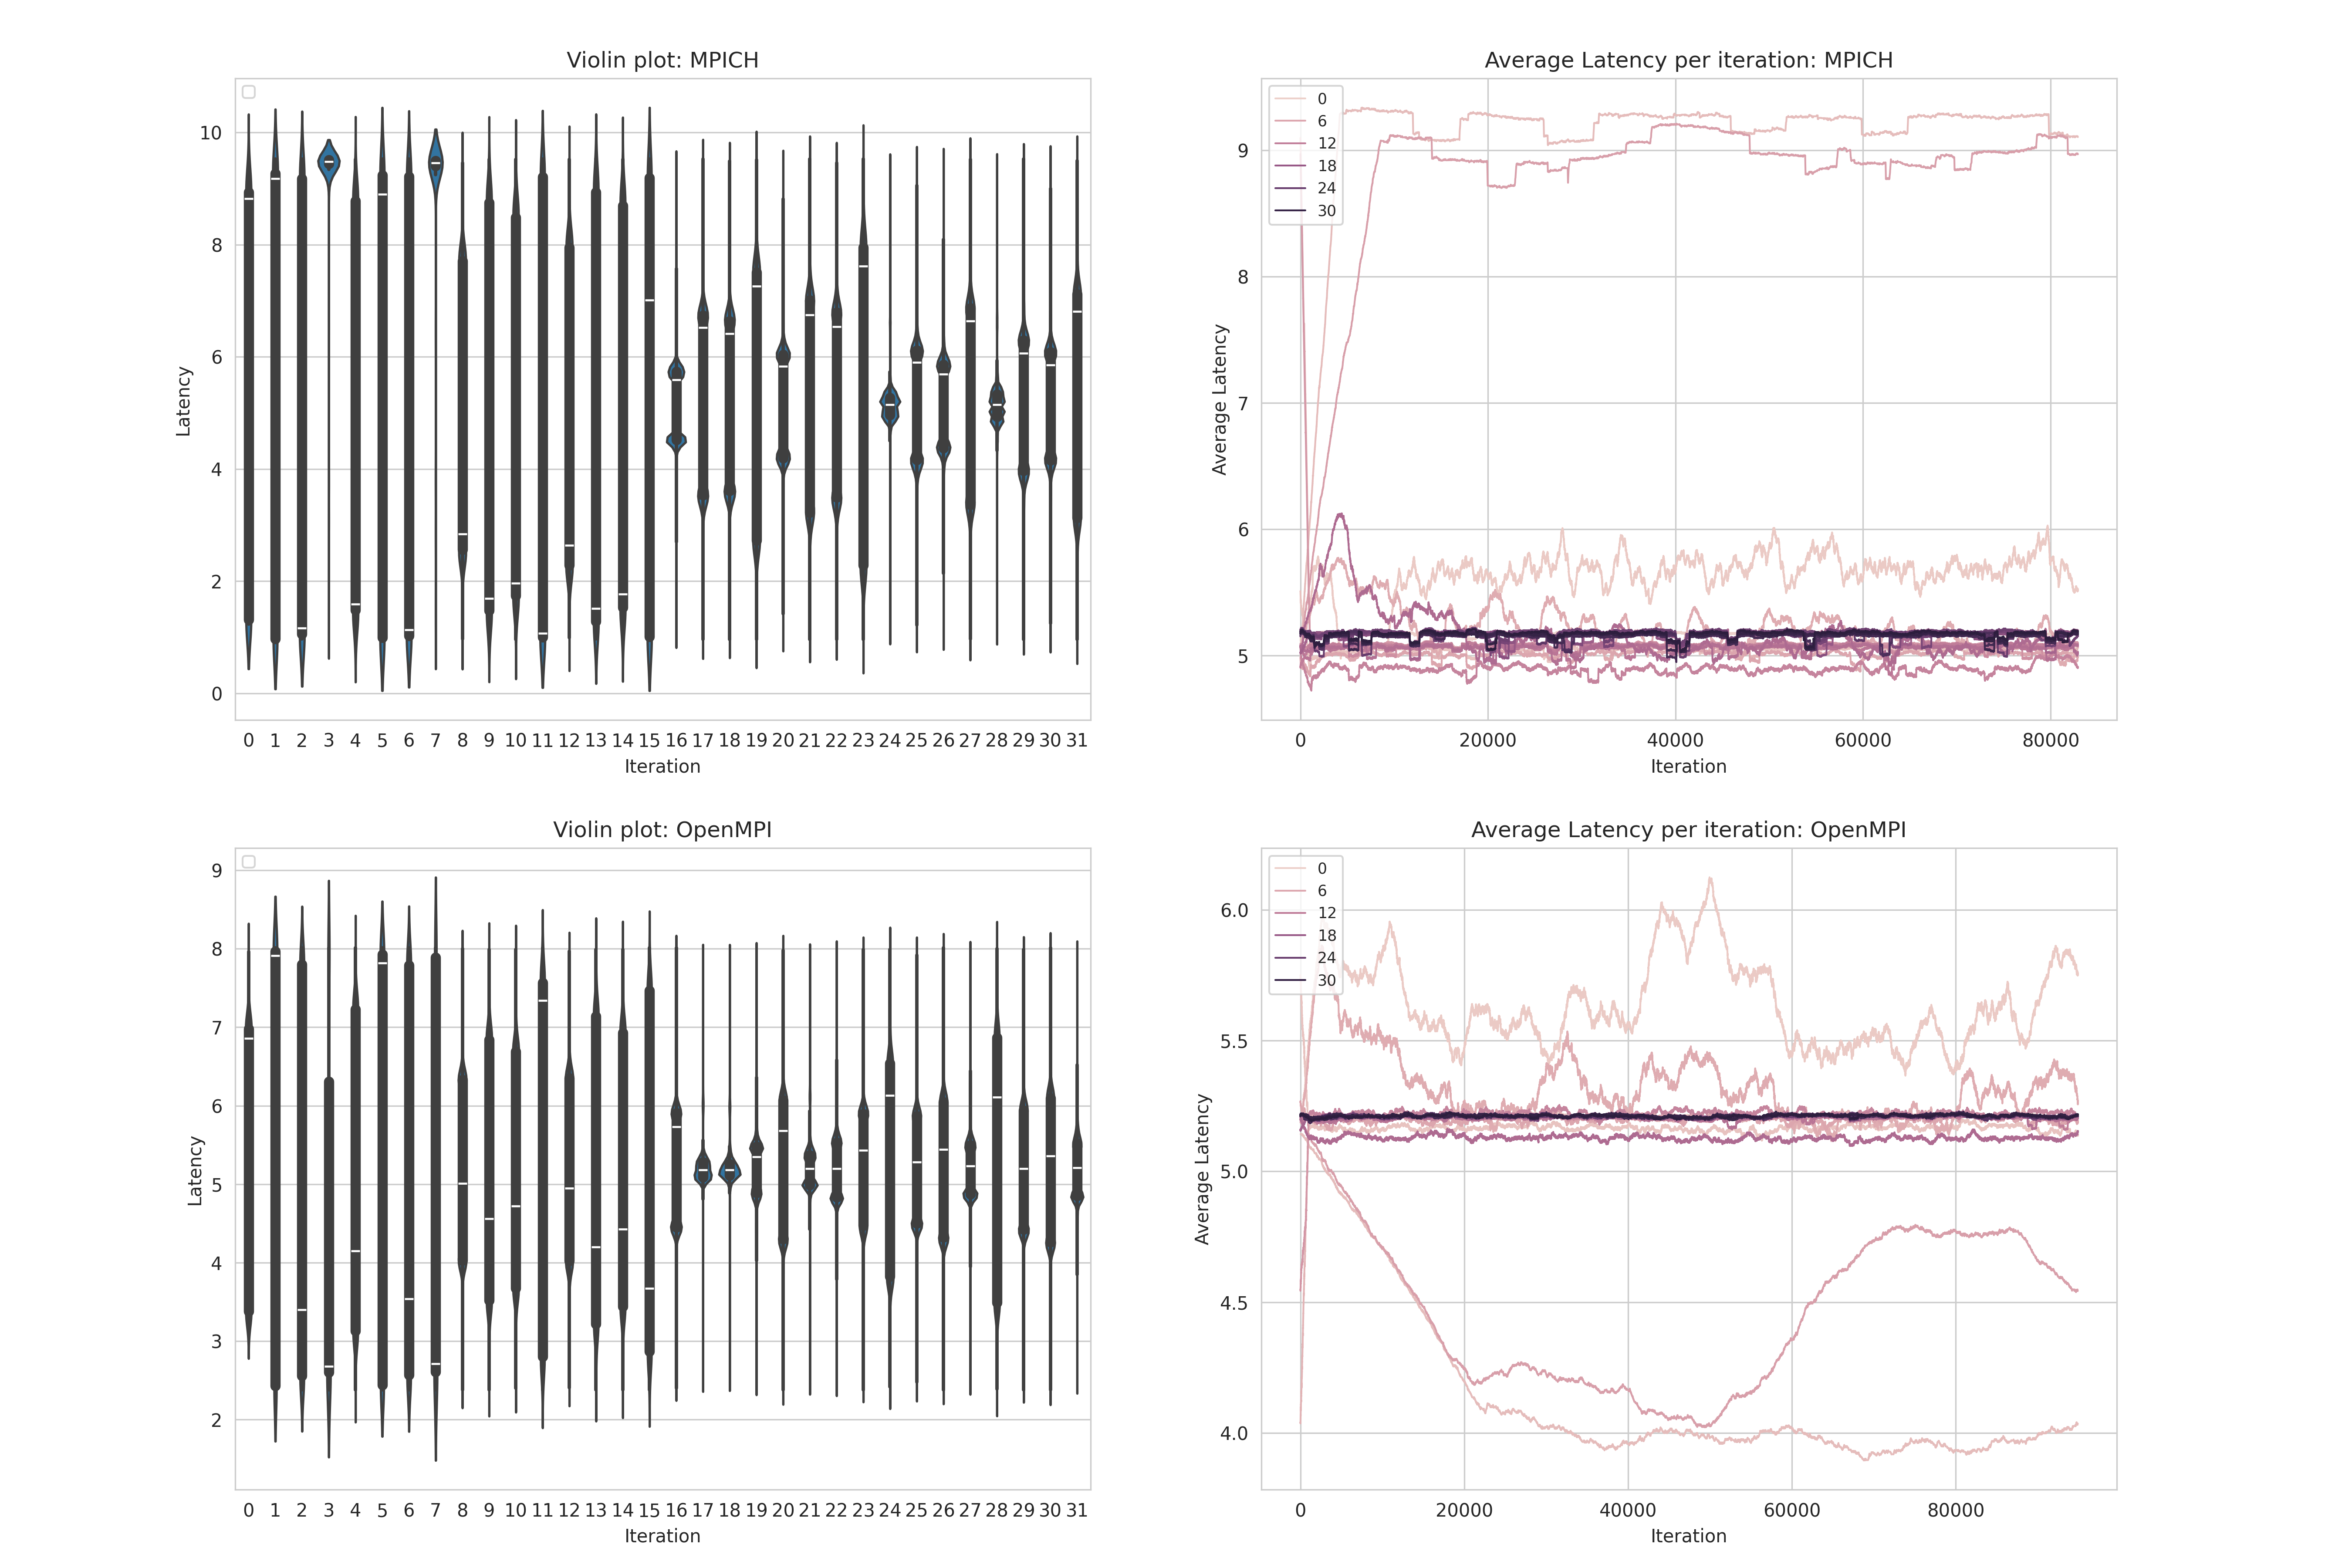 Violin plot: MPICH
Latency
10
8
6
4
2
0
0 1 2 3 4 5 6 7 8 9 10 11 12 13 14 15 16 17 18 19 20 21 22 23 24 25 26 27 28 29 30 31
Iteration
Average Latency per iteration: MPICH
0
6
12
18
24
30
Average Latency
9
8
7
6
5
0 20000 40000 60000 80000
Iteration
Violin plot: OpenMPI
Latency
9
8
7
6
5
4
3
2
0 1 2 3 4 5 6 7 8 9 10 11 12 13 14 15 16 17 18 19 20 21 22 23 24 25 26 27 28 29 30 31
Iteration
Average Latency per iteration: OpenMPI
0
6
12
18
24
30
Average Latency
6.0
5.5
5.0
4.5
4.0
0 20000 40000 60000 80000
Iteration